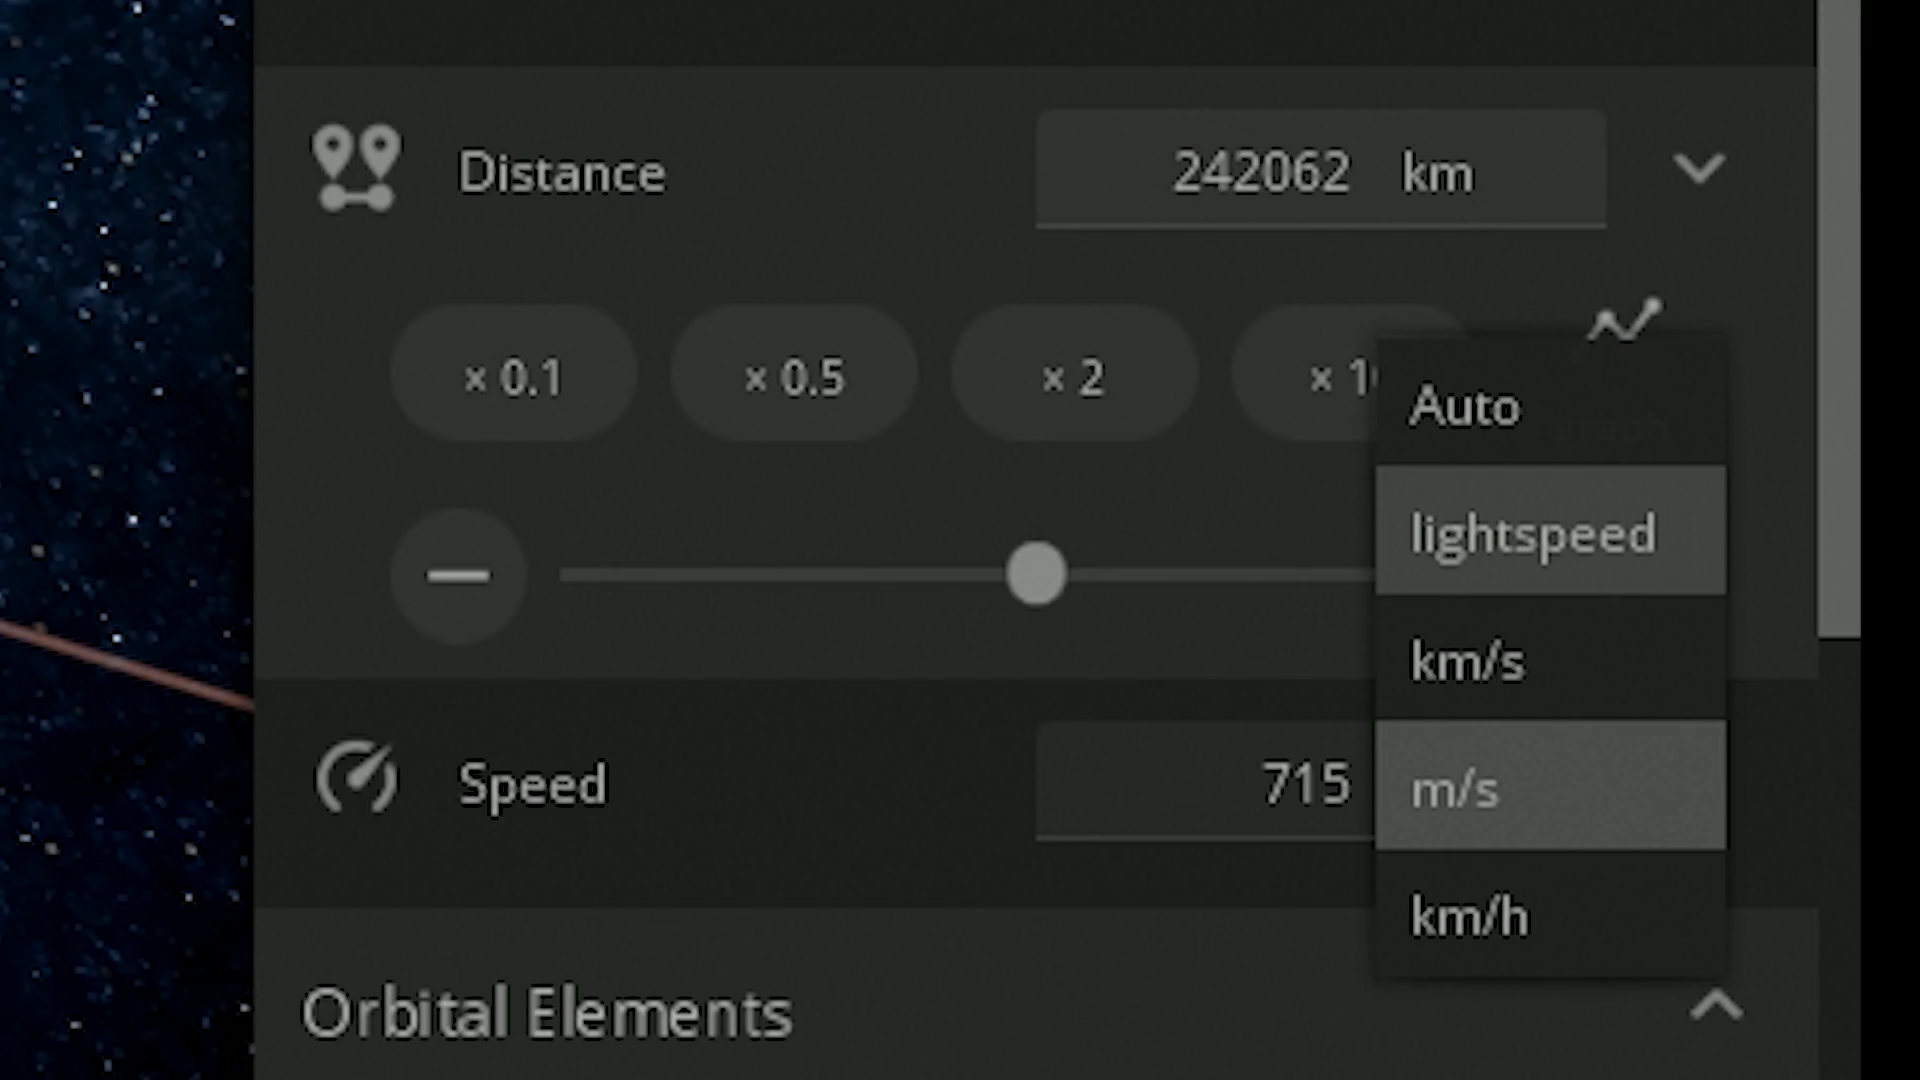 Distance 242062 km
× 0.1 × 0.5 × 2
Auto
lightspeed
km/s
Speed 715 m/s
km/h
Orbital Elements